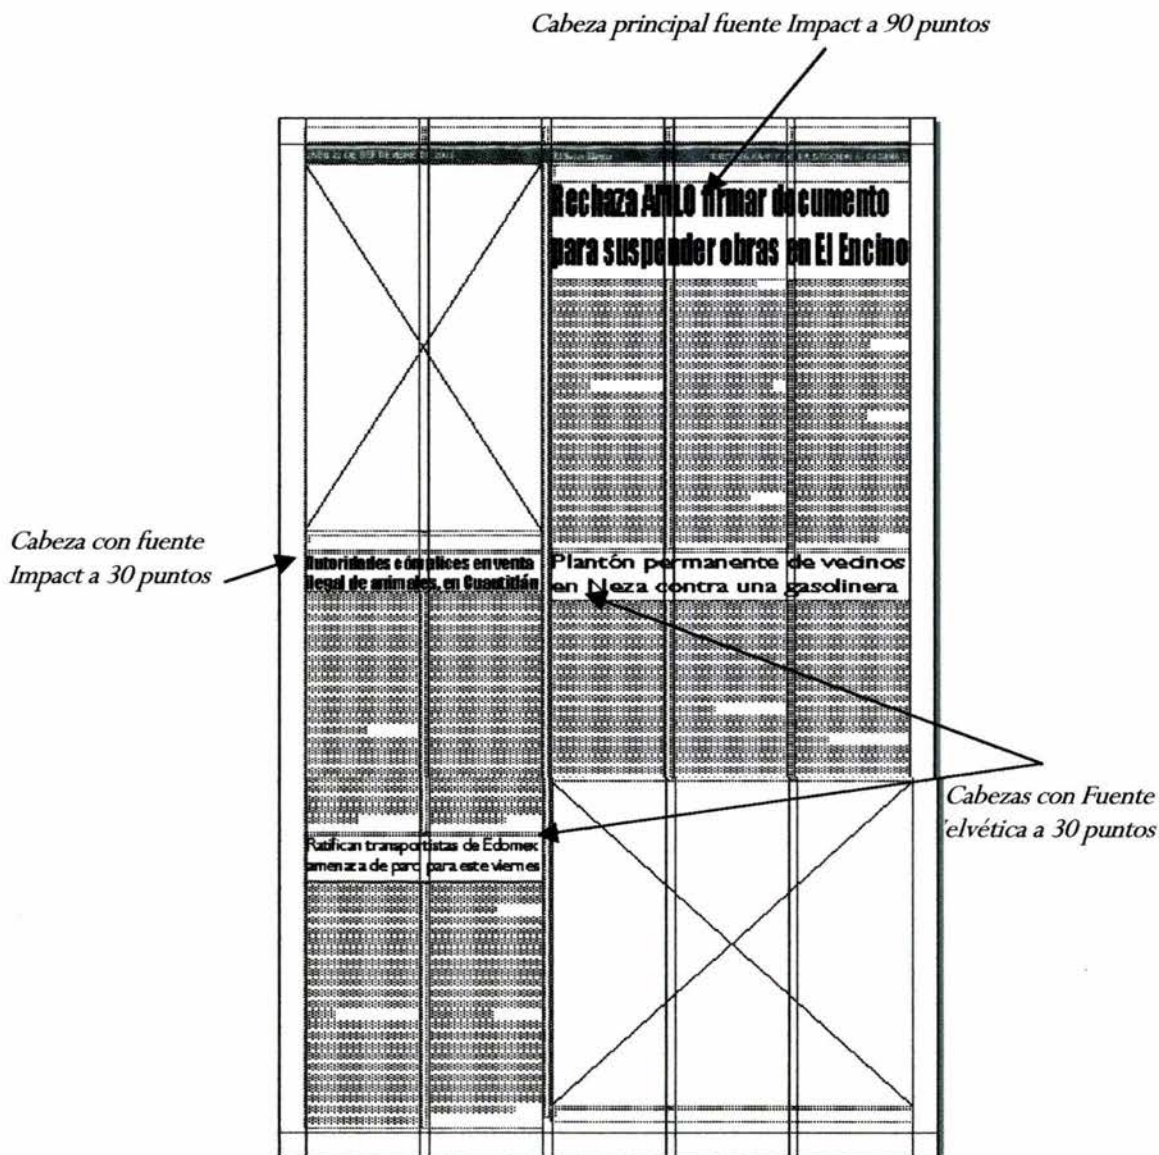 Cabeza principal fuente Impact a 90 puntos
Rechaza AMLO firmar documento
para suspender obras en El Encino
Cabeza con fuente
Impact a 30 puntos
Autoridades cómplices en venta
ilegal de animales, en Cuautitlán
Plantón permanente de vecinos
en Neza contra una gasolinera
Cabezas con Fuente
elvética a 30 puntos
Ratifican transportistas de Edomex
amenaza de paro para este viernes